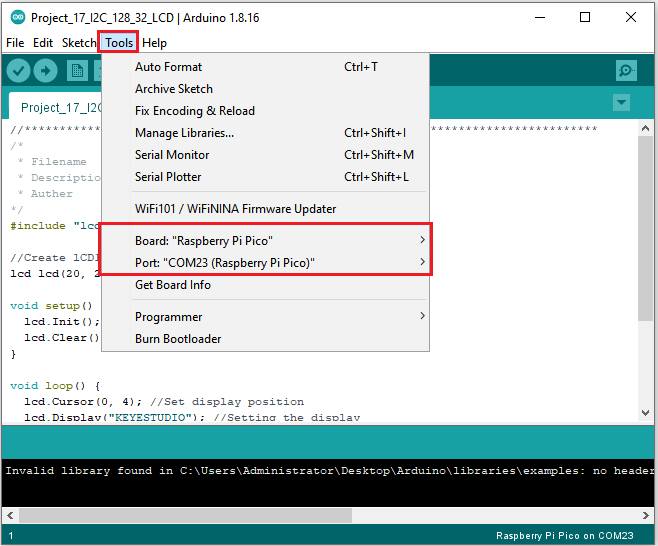 Project_17_I2C_128_32_LCD | Arduino 1.8.16
File Edit Sketch Tools Help
Auto Format Ctrl+T
Archive Sketch
Project_17_I2C
Fix Encoding & Reload
//************ ************************
Manage Libraries... Ctrl+Shift+I
/*
Serial Monitor Ctrl+Shift+M
* Filename
* Descriptio
Serial Plotter Ctrl+Shift+L
* Auther
*/
WiFi101 / WiFiNINA Firmware Updater
#include "lc
Board: "Raspberry Pi Pico"
//Create lCD
Port: "COM23 (Raspberry Pi Pico)"
lcd lcd(20, 2
Get Board Info
void setup()
lcd.Init();
Programmer
lcd.Clear()
Burn Bootloader
}
void loop() {
lcd.Cursor(0, 4); //Set display position
lcd.Display("KEYESTUDIO"); //Setting the display
Invalid library found in C:\Users\Administrator\Desktop\Arduino\libraries\examples: no header
1 Raspberry Pi Pico on COM23